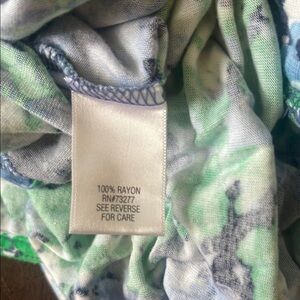 100% RAYON
RN#73277
SEE REVERSE
FOR CARE